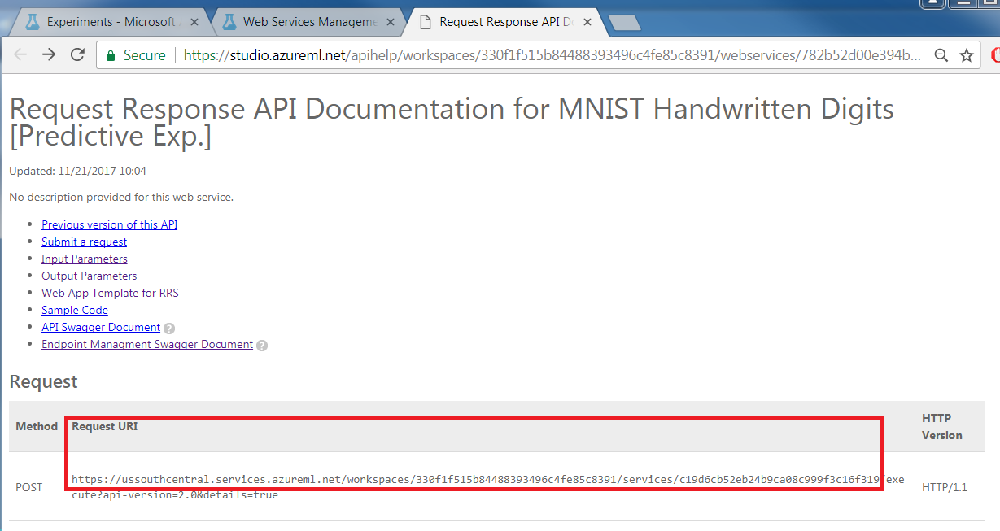 Experiments - Microsoft A
Web Services Manageme
Request Response API D
Secure
https://studio.azureml.net/apihelp/workspaces/330f1f515b84488393496c4fe85c8391/webservices/782b52d00e394b...
Request Response API Documentation for MNIST Handwritten Digits
[Predictive Exp.]
Updated: 11/21/2017 10:04
No description provided for this web service.
Previous version of this API
Submit a request
Input Parameters
Output Parameters
Web App Template for RRS
Sample Code
API Swagger Document ?
Endpoint Managment Swagger Document ?
Request
Method Request URI HTTP Version
POST
https://ussouthcentral.services.azureml.net/workspaces/330f1f515b84488393496c4fe85c8391/services/c19d6cb52eb24b9ca08c999f3c16f319/exe
cute?api-version=2.0&details=true
HTTP/1.1